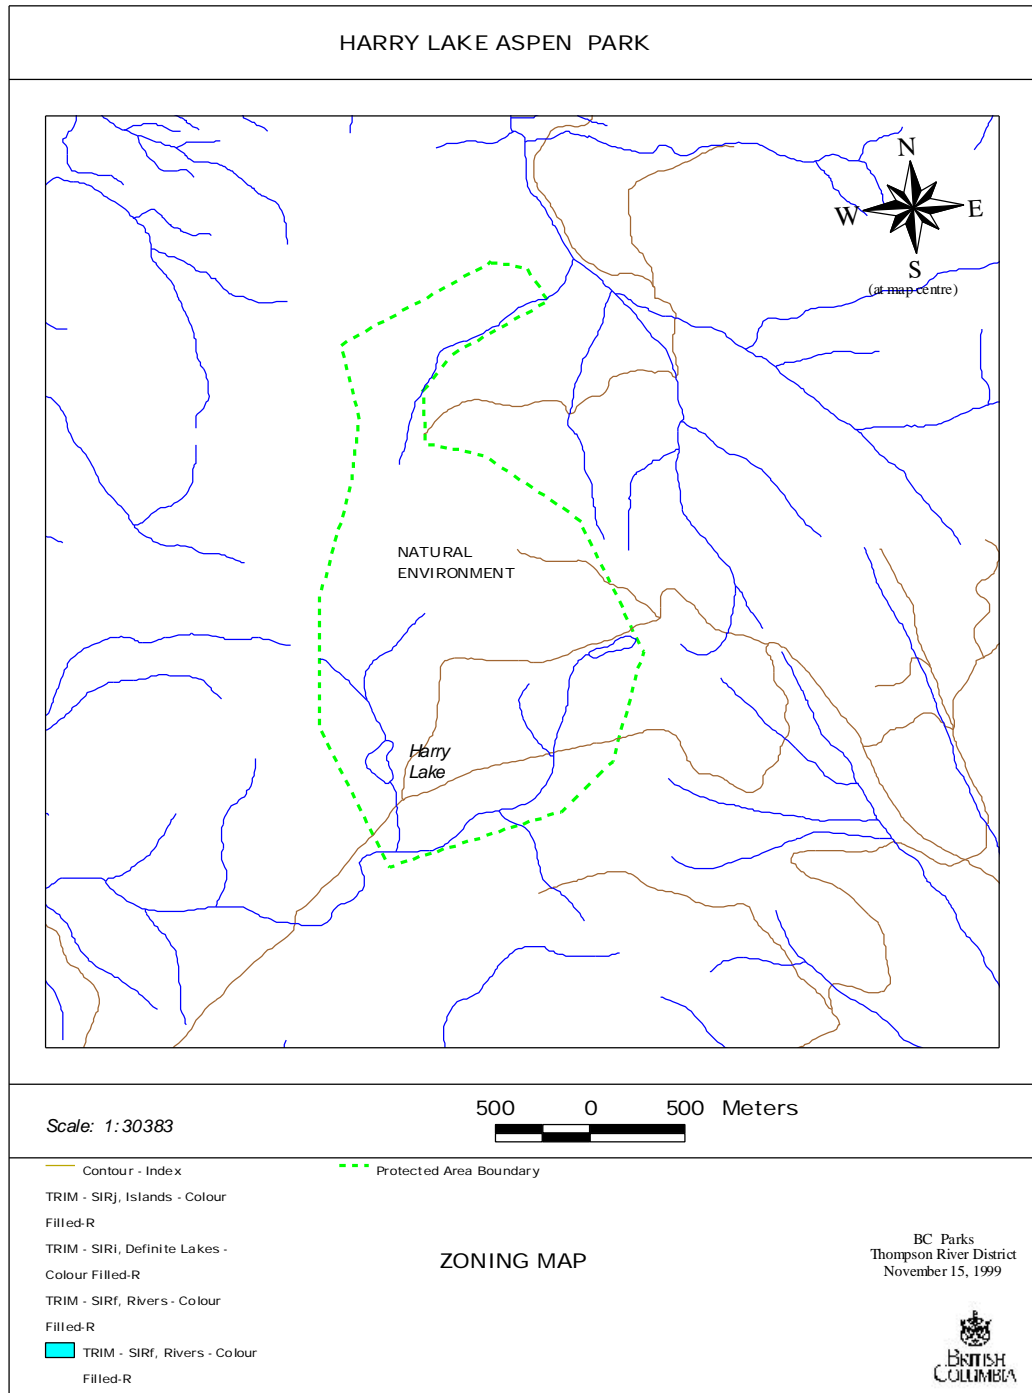 HARRY LAKE ASPEN PARK
N
W
E
S
(at map centre)
NATURAL
ENVIRONMENT
Harry
Lake
Scale: 1:30383
500 0 500 Meters
Contour - Index
Protected Area Boundary
TRIM - SIRj, Islands - Colour
Filled-R
TRIM - SIRi, Definite Lakes -
Colour Filled-R
TRIM - SIRf, Rivers - Colour
Filled-R
TRIM - SIRf, Rivers - Colour
Filled-R
ZONING MAP
BC Parks
Thompson River District
November 15, 1999
BRITISH
COLUMBIA